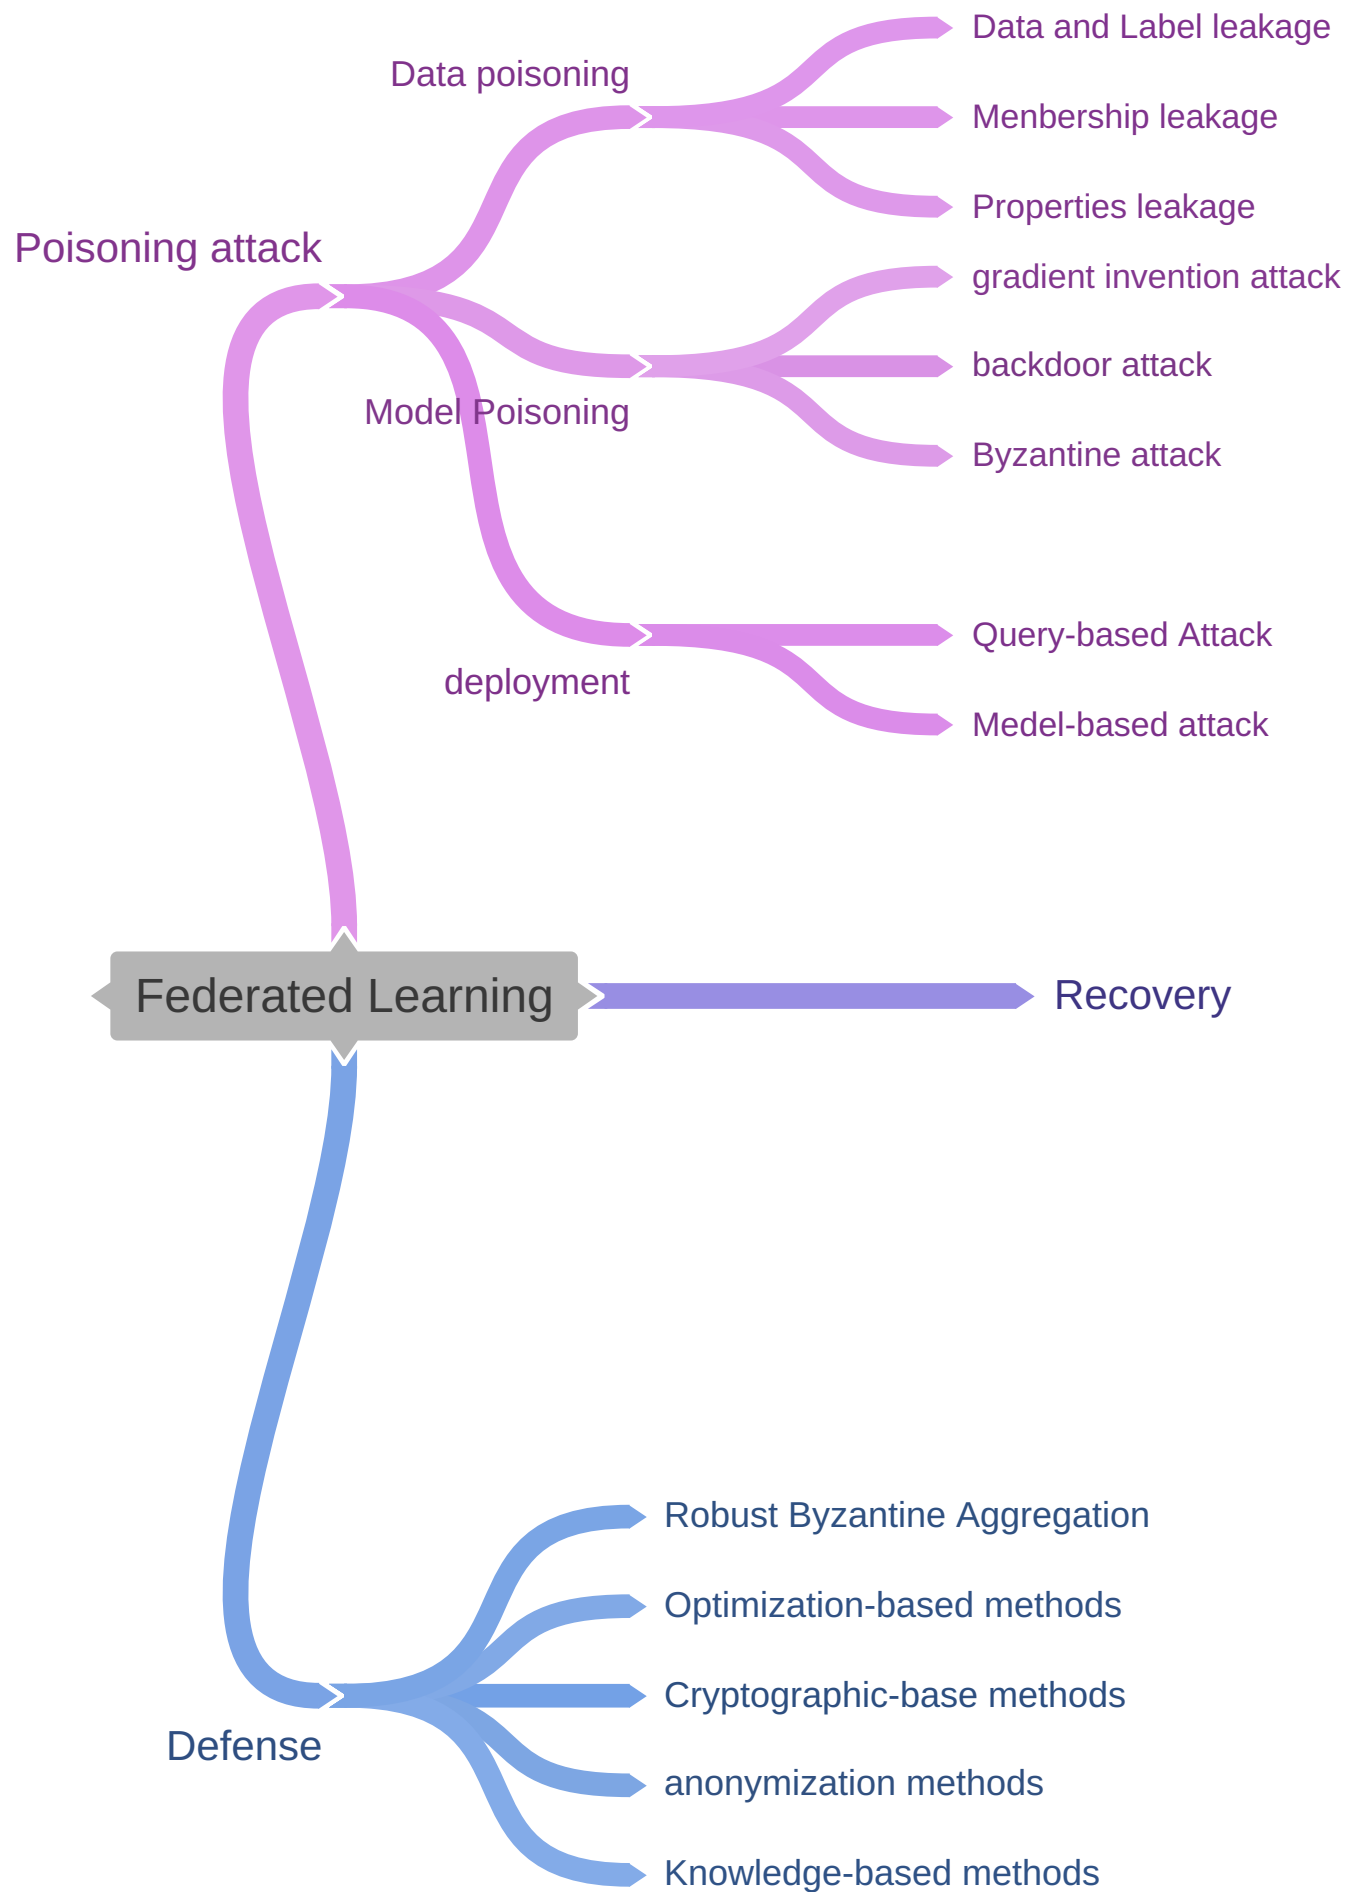 Data and Label leakage
Data poisoning
Menbership leakage
Properties leakage
Poisoning attack
gradient invention attack
backdoor attack
Model Poisoning
Byzantine attack
Query-based Attack
deployment
Medel-based attack
Federated Learning
Recovery
Robust Byzantine Aggregation
Optimization-based methods
Cryptographic-base methods
Defense
anonymization methods
Knowledge-based methods